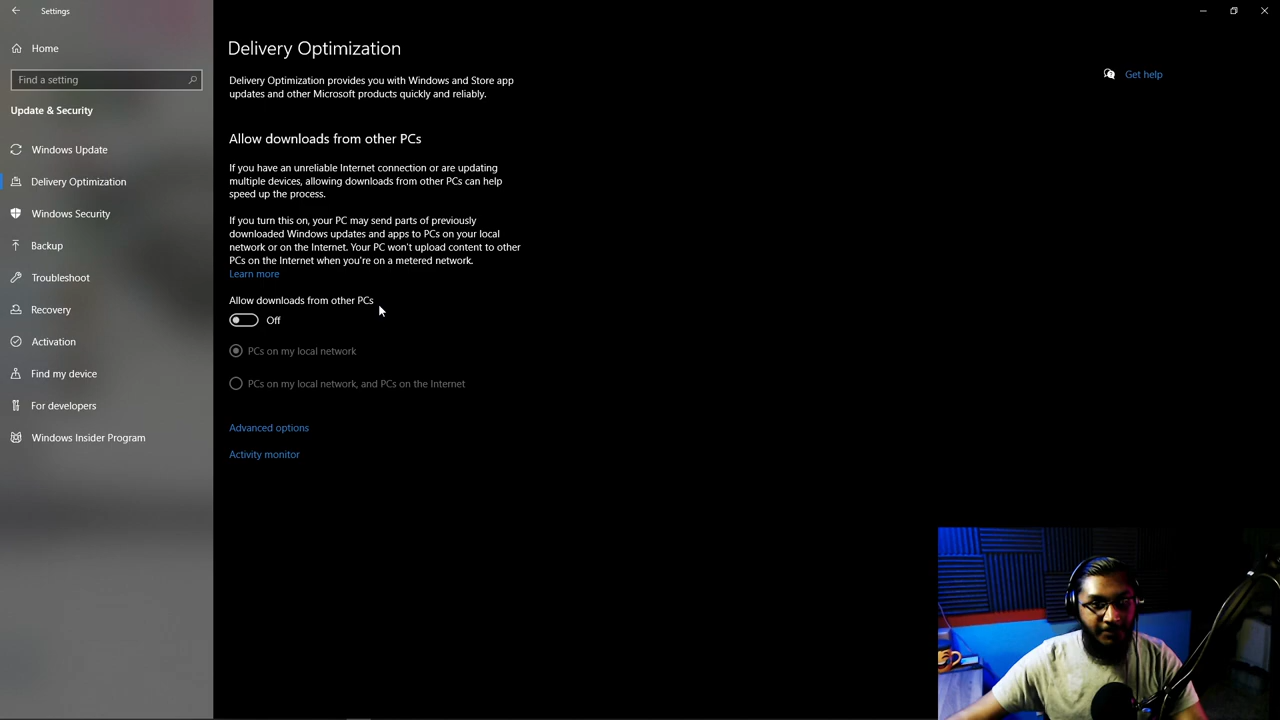 Settings
Home
Find a setting
Update & Security
Windows Update
Delivery Optimization
Windows Security
Backup
Troubleshoot
Recovery
Activation
Find my device
For developers
Windows Insider Program
Delivery Optimization
Delivery Optimization provides you with Windows and Store app
updates and other Microsoft products quickly and reliably.
Allow downloads from other PCs
If you have an unreliable Internet connection or are updating
multiple devices, allowing downloads from other PCs can help
speed up the process.
If you turn this on, your PC may send parts of previously
downloaded Windows updates and apps to PCs on your local
network or on the Internet. Your PC won't upload content to other
PCs on the Internet when you're on a metered network.
Learn more
Allow downloads from other PCs
Off
PCs on my local network
PCs on my local network, and PCs on the Internet
Advanced options
Activity monitor
Get help